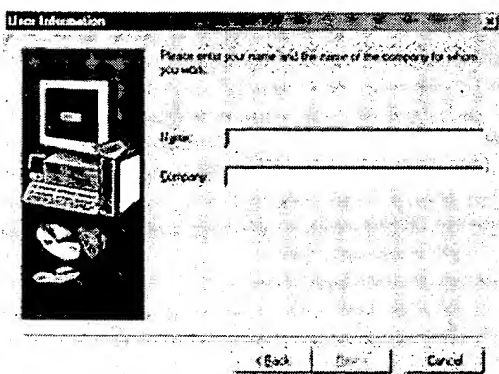 User Information
Please enter your name and the name of the company for whom
you work.
Name:
Company:
< Back
Cancel